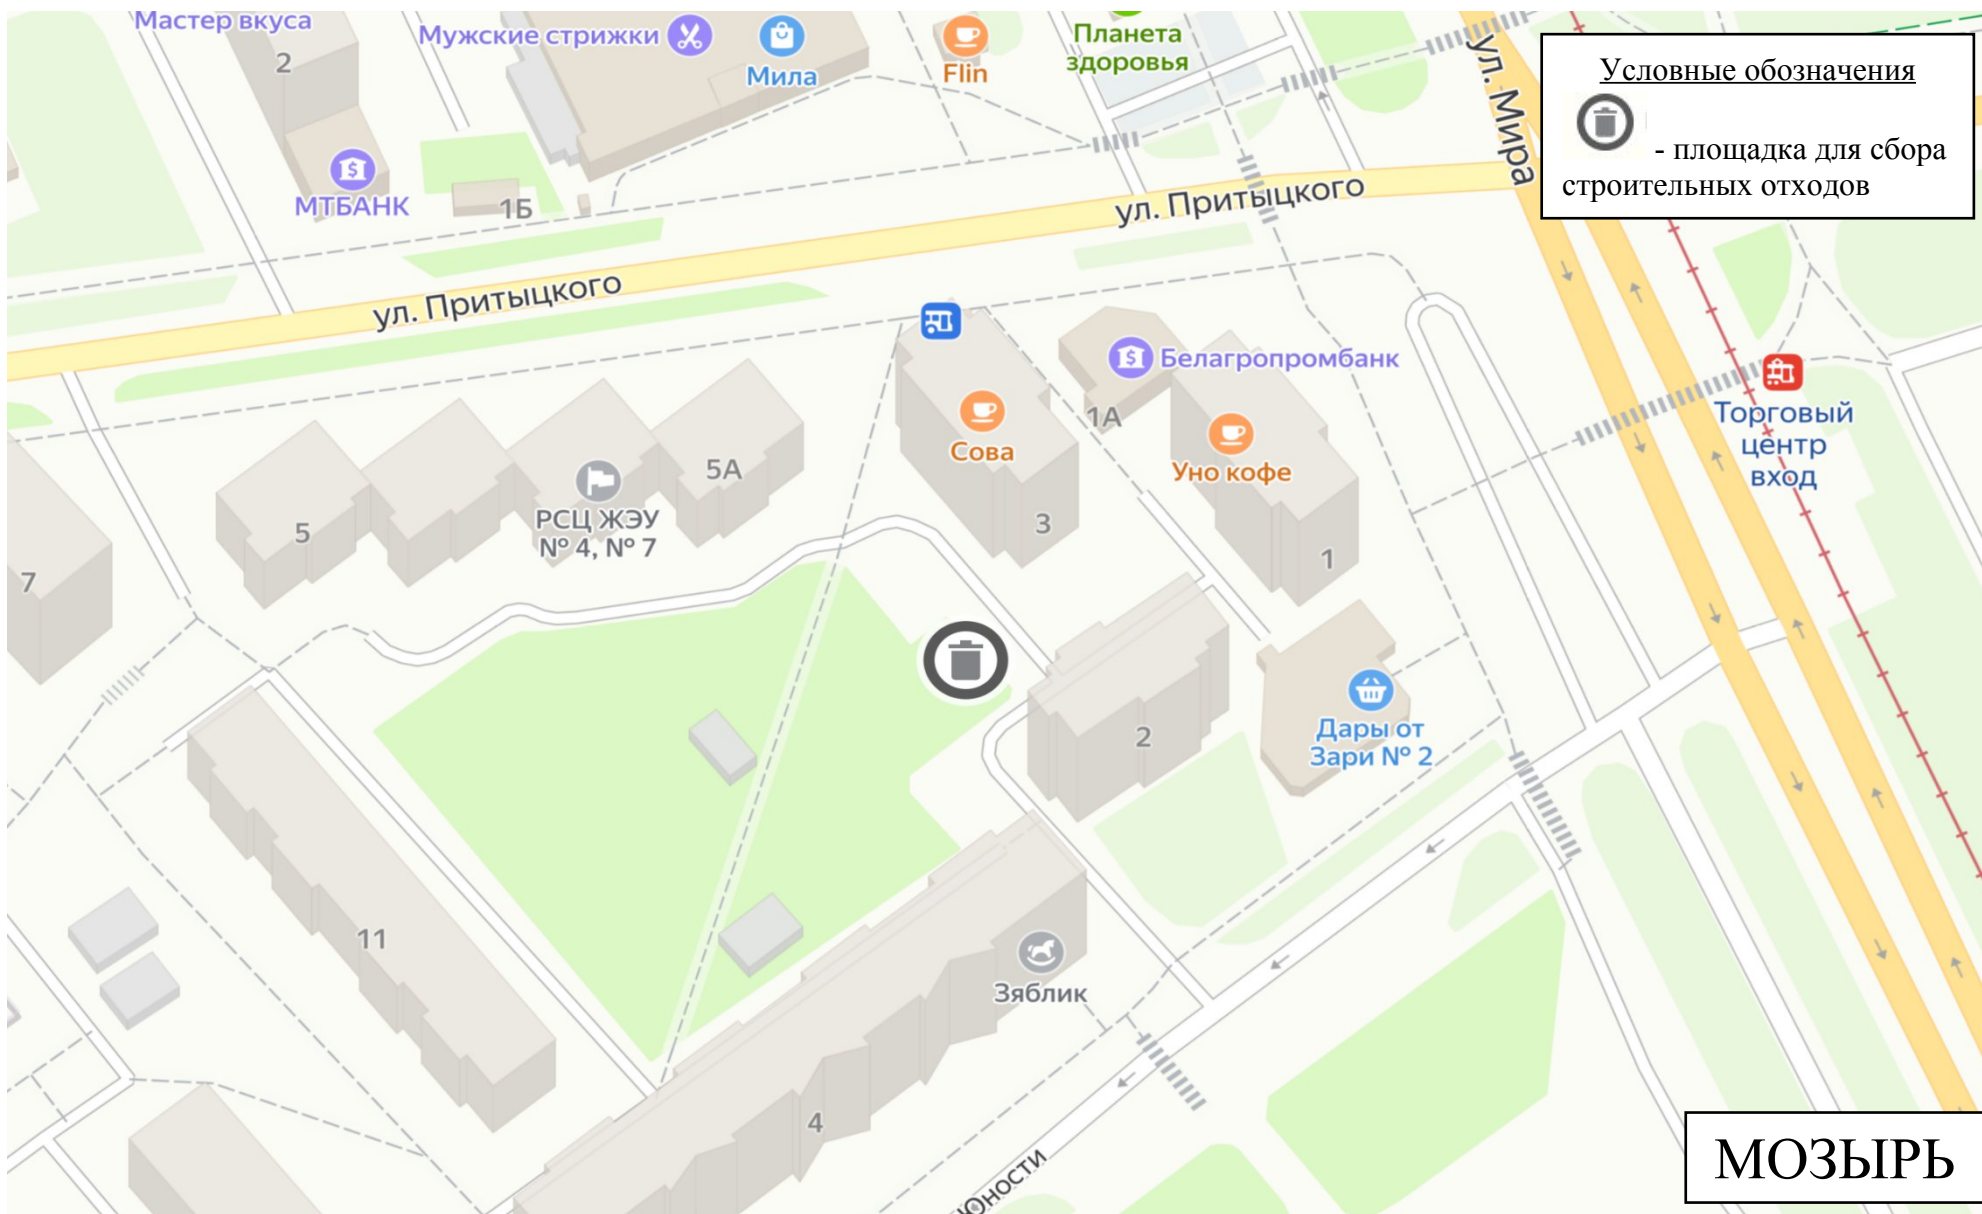 Мастер вкуса
Мужские стрижки
Мила
Flin
Планета
здоровья
ул. Мира
Условные обозначения
- площадка для сбора
строительных отходов
2
МТБАНК
1Б
ул. Притыцкого
ул. Притыцкого
Белагропромбанк
1А
Сова
Уно кофе
Торговый
центр
вход
5А
5
РСЦ ЖЭУ
№ 4, № 7
3
1
7
2
Дары от
Зари № 2
11
Зяблик
4
Юности
МОЗЫРЬ